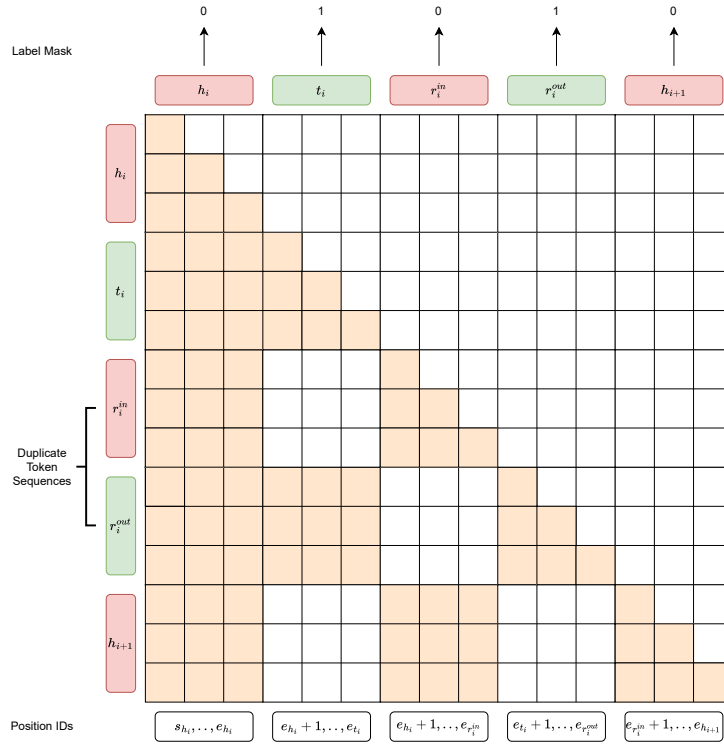 0 1 0 1 0
Label Mask
h_i t_i r_i^{in} r_i^{out} h_{i+1}
h_i
t_i
r_i^{in}
Duplicate
Token
Sequences
r_i^{out}
h_{i+1}
Position IDs
s_{h_i},..,e_{h_i} e_{h_i}+1,..,e_{t_i} e_{h_i}+1,..,e_{r_i^{in}} e_{t_i}+1,..,e_{r_i^{out}} e_{r_i^{in}}+1,..,e_{h_{i+1}}